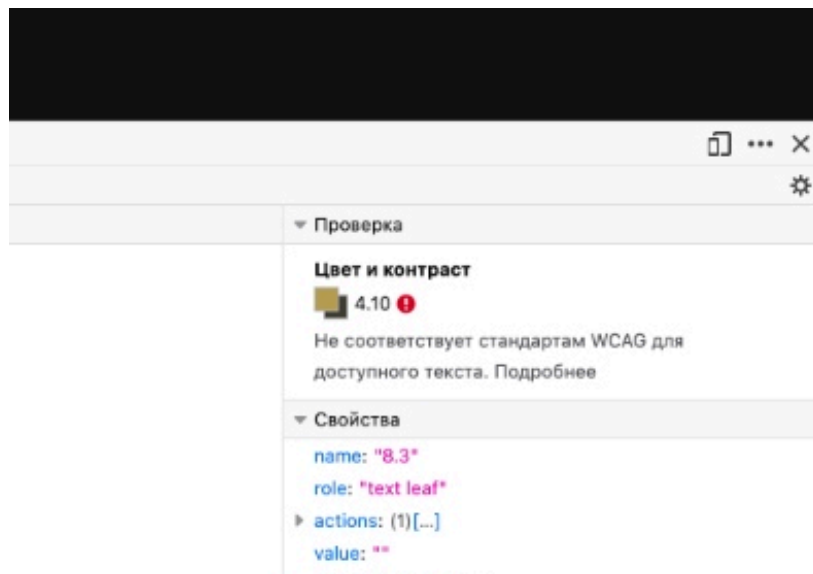 Проверка
Цвет и контраст
4.10
Не соответствует стандартам WCAG для
доступного текста. Подробнее
Свойства
name: "8.3"
role: "text leaf"
actions: (1)[...]
value: ""